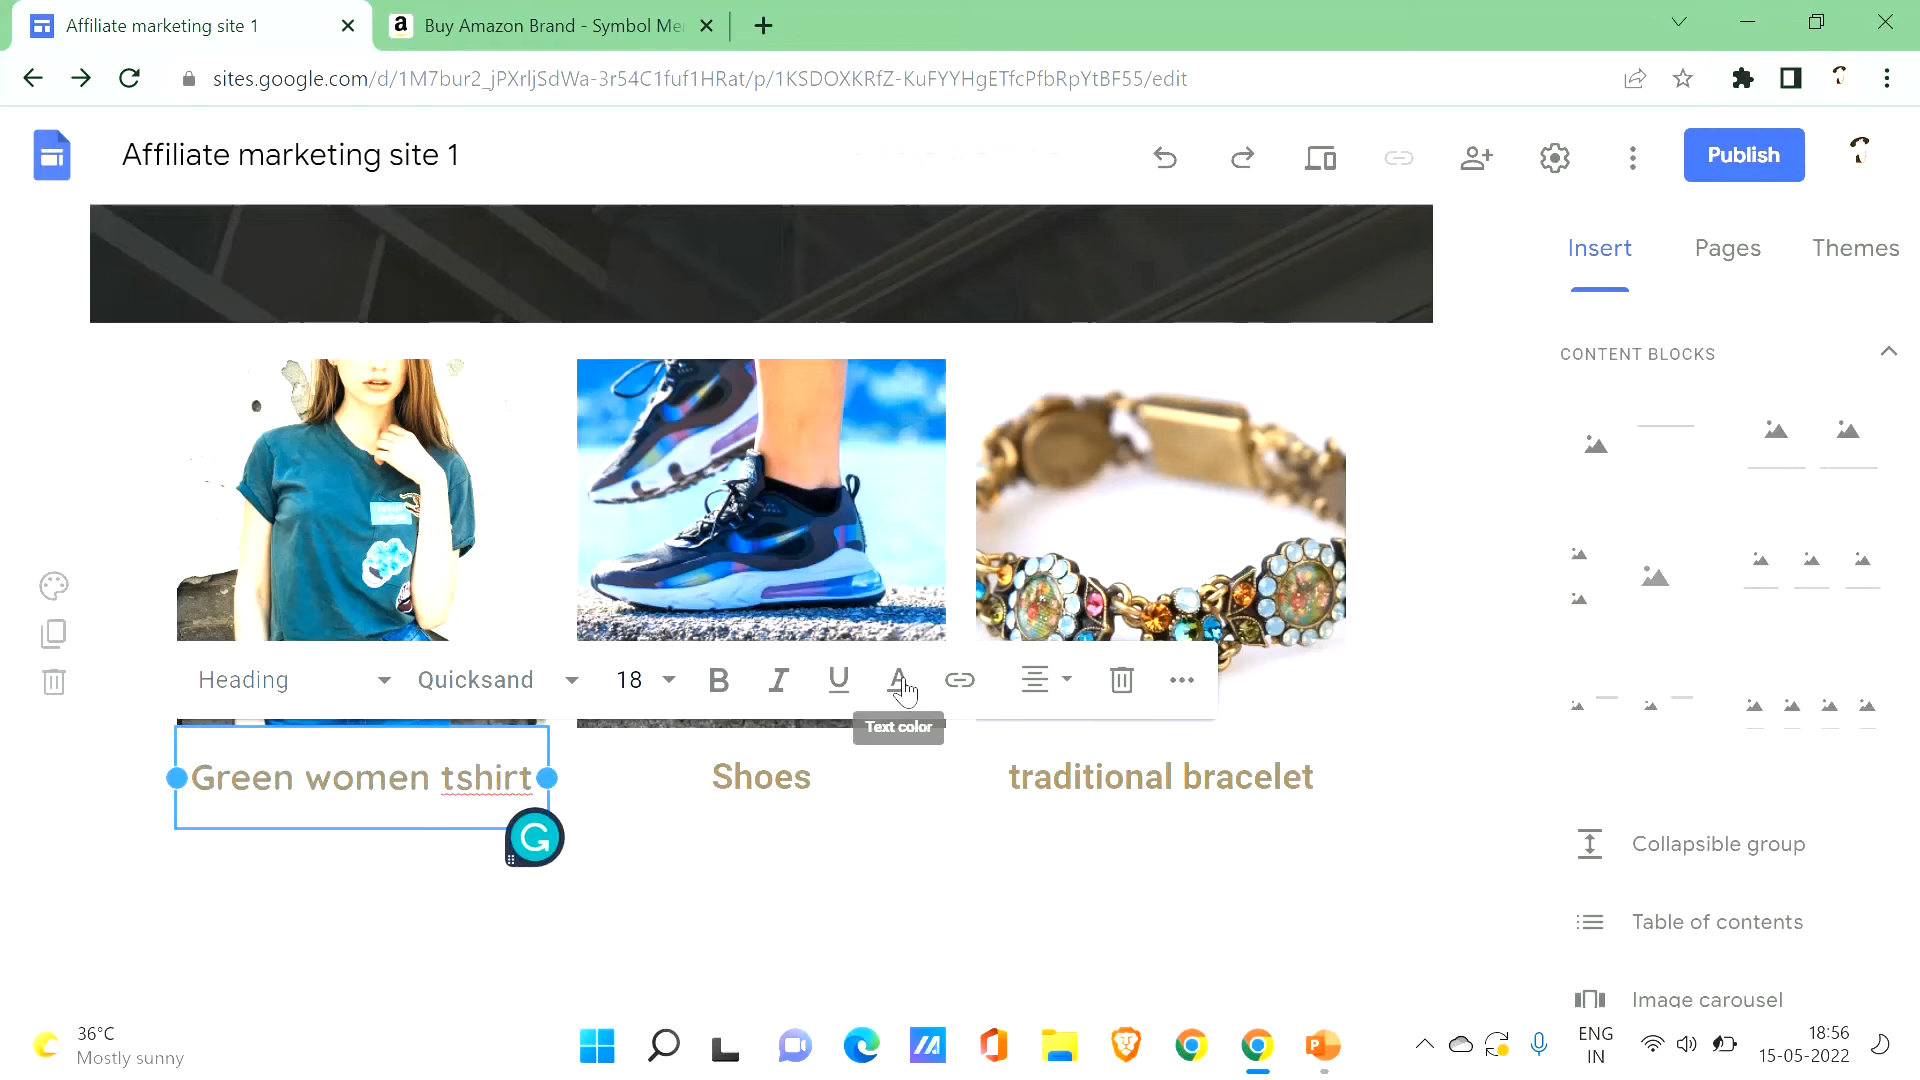 Affiliate marketing site 1
Buy Amazon Brand - Symbol Me
sites.google.com/d/1M7bur2_jPXrljSdWa-3r54C1fuf1HRat/p/1KSDOXKRfZ-KuFYYHgETfcPfbRpYtBF55/edit
Affiliate marketing site 1
Publish
Insert
Pages
Themes
CONTENT BLOCKS
Heading
Quicksand
18
B
I
U
A
Text color
Green women tshirt
Shoes
traditional bracelet
G
Collapsible group
Table of contents
Image carousel
36°C
Mostly sunny
ENG
IN
18:56
15-05-2022